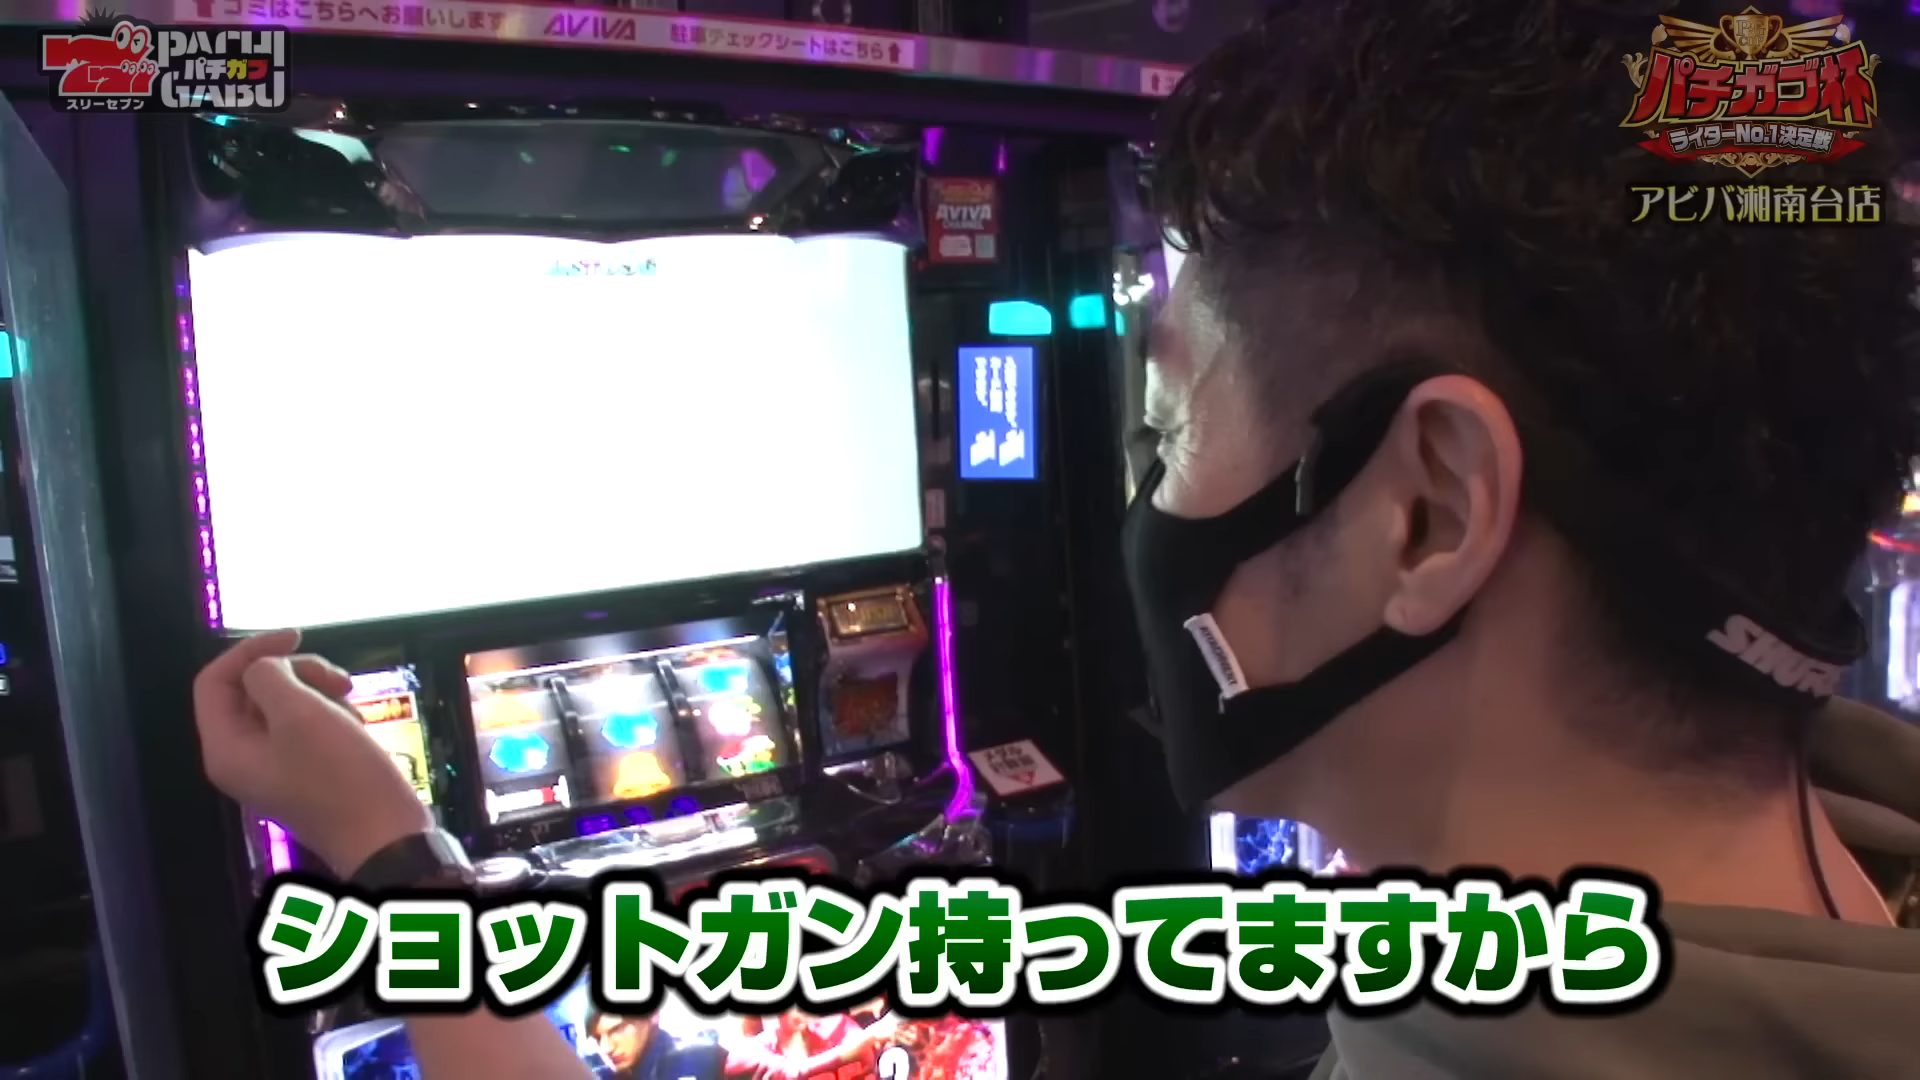 ゴミはこちらへお願いします
AVIVA
駐車チェックシートはこちら
スリーセブン
PACHI
パチガブ
GABU
パチガブ杯
ライターNo.1決定戦
アビバ湘南台店
AVIVA
CHANNEL
SHURE
ショットガン持ってますから